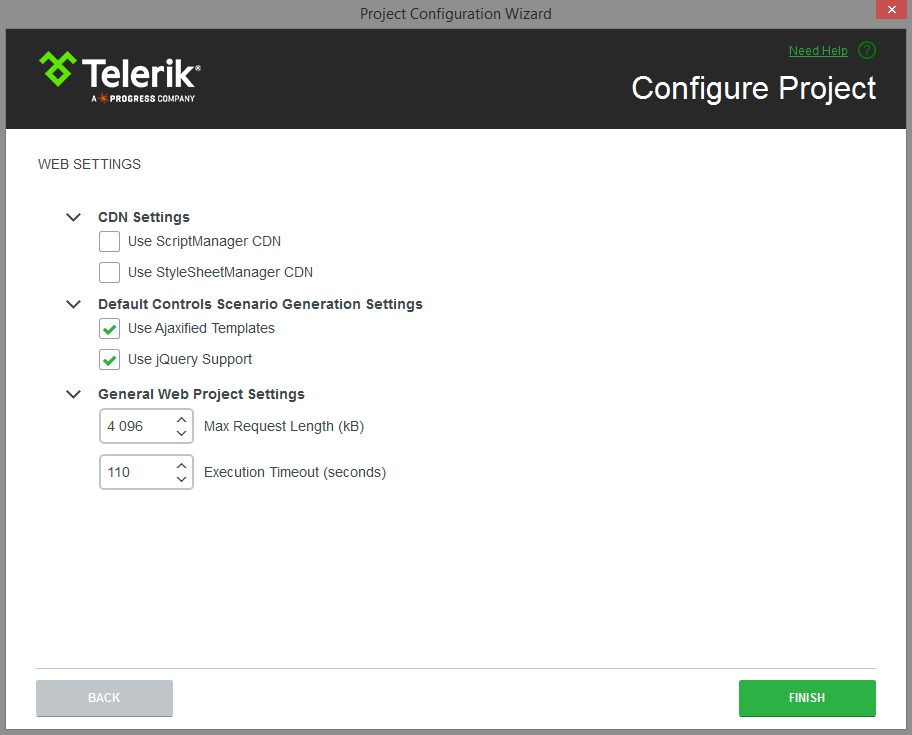 Project Configuration Wizard
Need Help ?
Telerik®
A PROGRESS COMPANY
Configure Project
WEB SETTINGS
CDN Settings
Use ScriptManager CDN
Use StyleSheetManager CDN
Default Controls Scenario Generation Settings
Use Ajaxified Templates
Use jQuery Support
General Web Project Settings
4 096 Max Request Length (kB)
110 Execution Timeout (seconds)
BACK FINISH